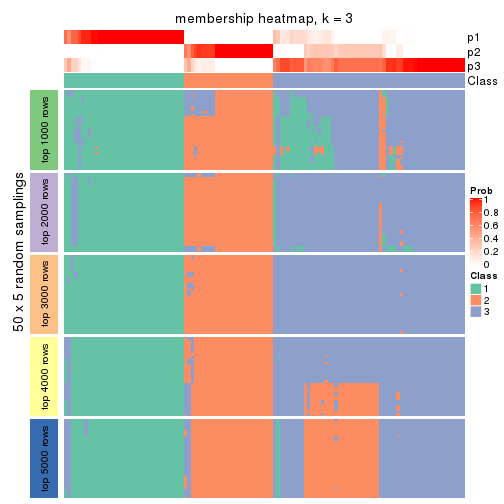 membership heatmap, k = 3
p1
p2
p3
Class
50 x 5 random samplings
top 1000 rows
top 2000 rows
top 3000 rows
top 4000 rows
top 5000 rows
Prob
1
0.8
0.6
0.4
0.2
0
Class
1
2
3